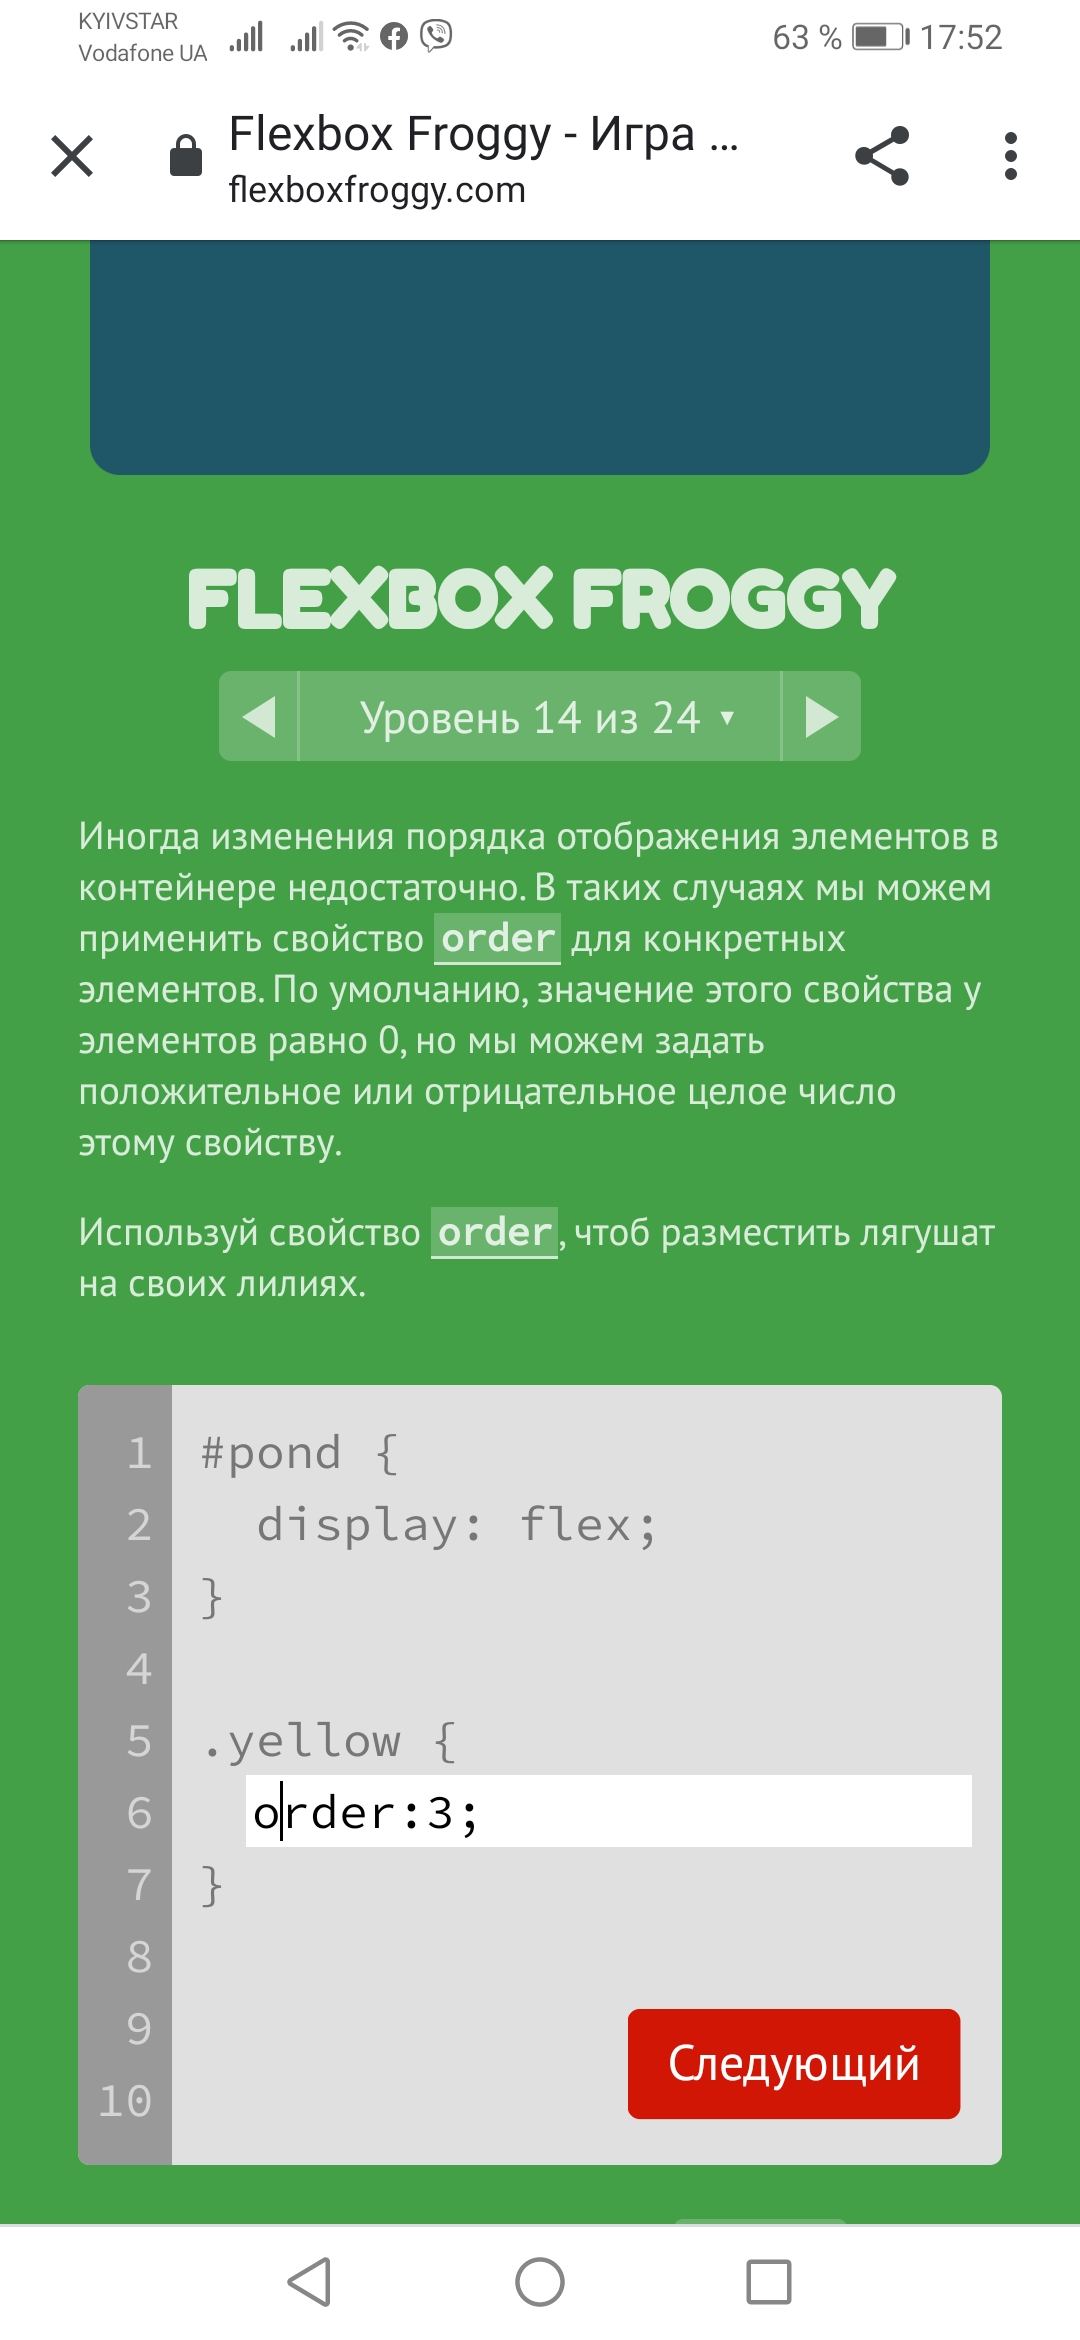 KYIVSTAR
Vodafone UA
63 %
17:52
Flexbox Froggy - Игра ...
flexboxfroggy.com
FLEXBOX FROGGY
Уровень 14 из 24
Иногда изменения порядка отображения элементов в
контейнере недостаточно. В таких случаях мы можем
применить свойство order для конкретных
элементов. По умолчанию, значение этого свойства у
элементов равно 0, но мы можем задать
положительное или отрицательное целое число
этому свойству.
Используй свойство order, чтоб разместить лягушат
на своих лилиях.
1 #pond {
2 display: flex;
3 }
4
5 .yellow {
6 order:3;
7 }
8
9
10
Следующий